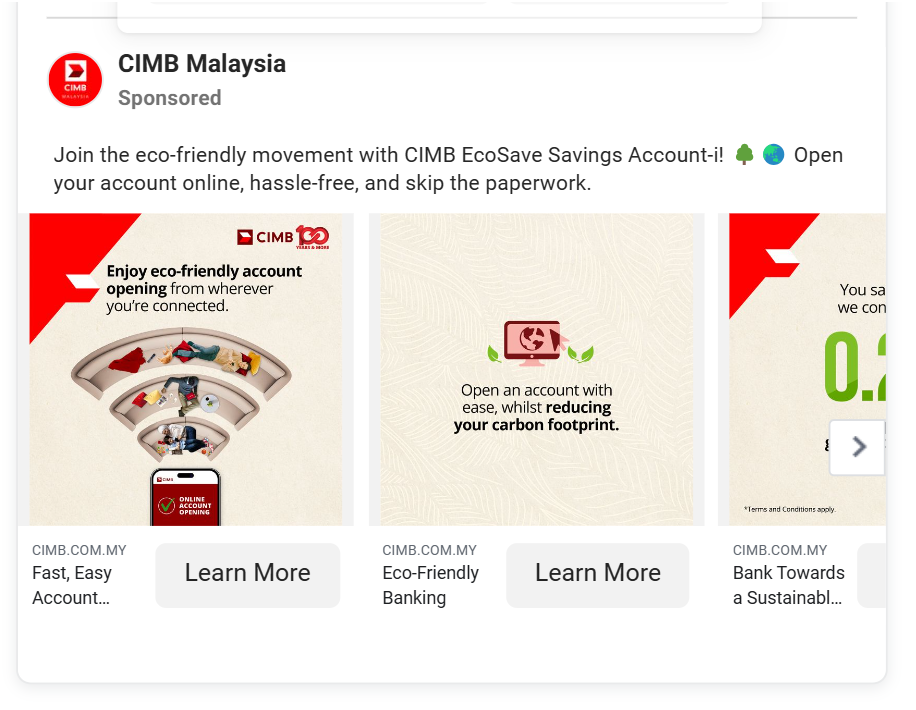 CIMB Malaysia
Sponsored
Join the eco-friendly movement with CIMB EcoSave Savings Account-i! 🌳🌏 Open
your account online, hassle-free, and skip the paperwork.
CIMB
MALAYSIA
CIMB 100
YEARS & MORE
Enjoy eco-friendly account
opening from wherever
you're connected.
CIMB
ONLINE
ACCOUNT
OPENING
Open an account with
ease, whilst reducing
your carbon footprint.
You sa
we con
0.2
*Terms and Conditions apply.
CIMB.COM.MY
Fast, Easy
Account...
Learn More
CIMB.COM.MY
Eco-Friendly
Banking
Learn More
CIMB.COM.MY
Bank Towards
a Sustainabl...